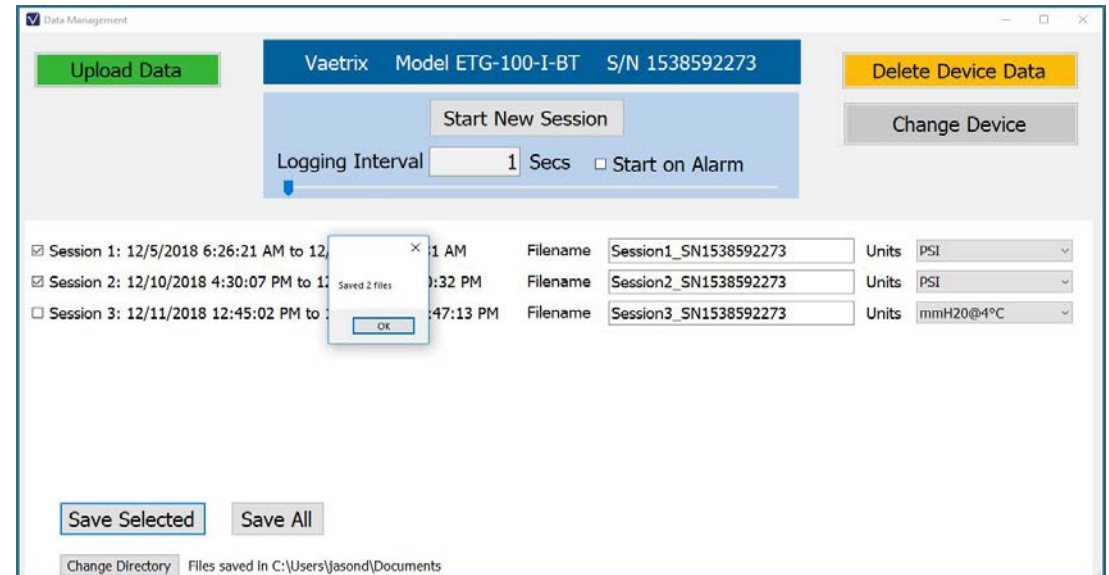 Data Management
Upload Data
Vaetrix Model ETG-100-I-BT S/N 1538592273
Delete Device Data
Start New Session
Change Device
Logging Interval 1 Secs Start on Alarm
Session 1: 12/5/2018 6:26:21 AM to 12/ 1 AM Filename Session1_SN1538592273 Units PSI
Session 2: 12/10/2018 4:30:07 PM to 1 :32 PM Filename Session2_SN1538592273 Units PSI
Saved 2 files
Session 3: 12/11/2018 12:45:02 PM to :47:13 PM Filename Session3_SN1538592273 Units mmH20@4°C
OK
Save Selected Save All
Change Directory Files saved in C:\Users\jasond\Documents